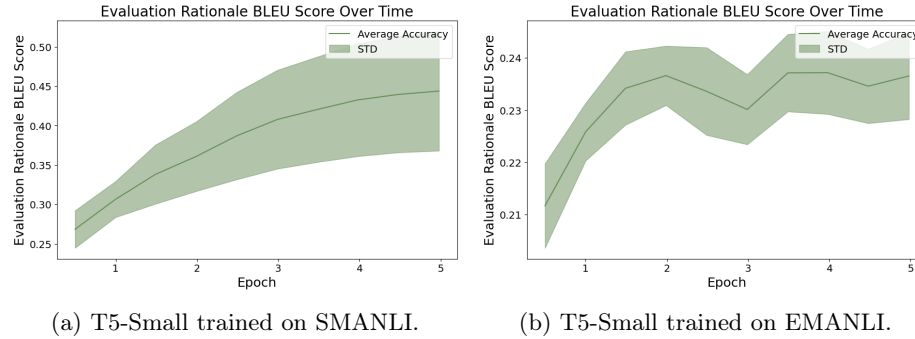 Evaluation Rationale BLEU Score Over Time
Evaluation Rationale BLEU Score
0.50
0.45
0.40
0.35
0.30
0.25
Average Accuracy
STD
1 2 3 4 5
Epoch
(a) T5-Small trained on SMANLI.
Evaluation Rationale BLEU Score Over Time
Evaluation Rationale BLEU Score
0.24
0.23
0.22
0.21
Average Accuracy
STD
1 2 3 4 5
Epoch
(b) T5-Small trained on EMANLI.